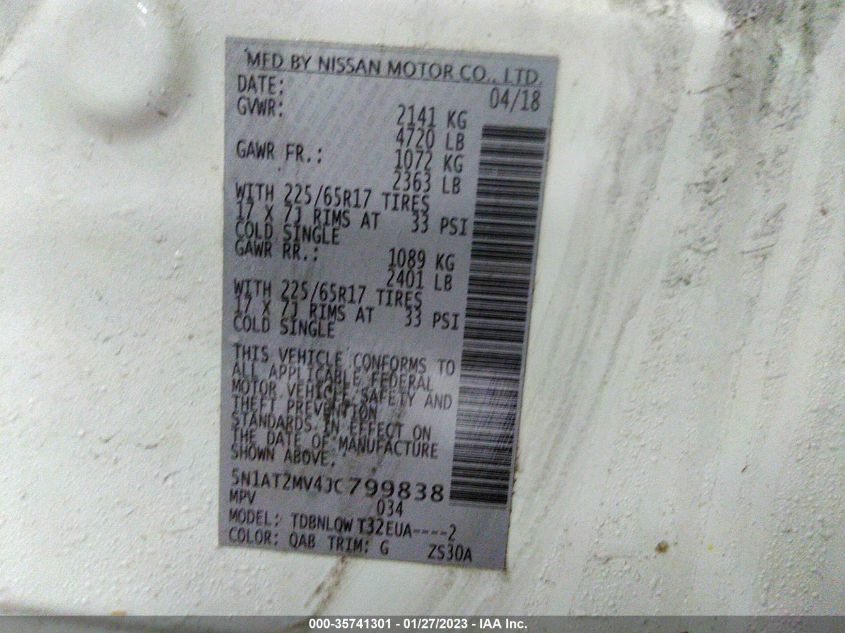 MFD BY NISSAN MOTOR CO., LTD.
DATE: 04/18
GVWR: 2141 KG
4720 LB
GAWR FR.: 1072 KG
2363 LB
WITH 225/65R17 TIRES
17 X 7J RIMS AT 33 PSI
COLD SINGLE
GAWR RR.: 1089 KG
2401 LB
WITH 225/65R17 TIRES
17 X 7J RIMS AT 33 PSI
COLD SINGLE
THIS VEHICLE CONFORMS TO
ALL APPLICABLE FEDERAL
MOTOR VEHICLE SAFETY AND
THEFT PREVENTION
STANDARDS IN EFFECT ON
THE DATE OF MANUFACTURE
SHOWN ABOVE.
5N1AT2MV4JC799838
MPV 034
MODEL: TDBNLQW T32EUA----2
COLOR: QAB TRIM: G ZS30A
000-35741301 - 01/27/2023 - IAA Inc.